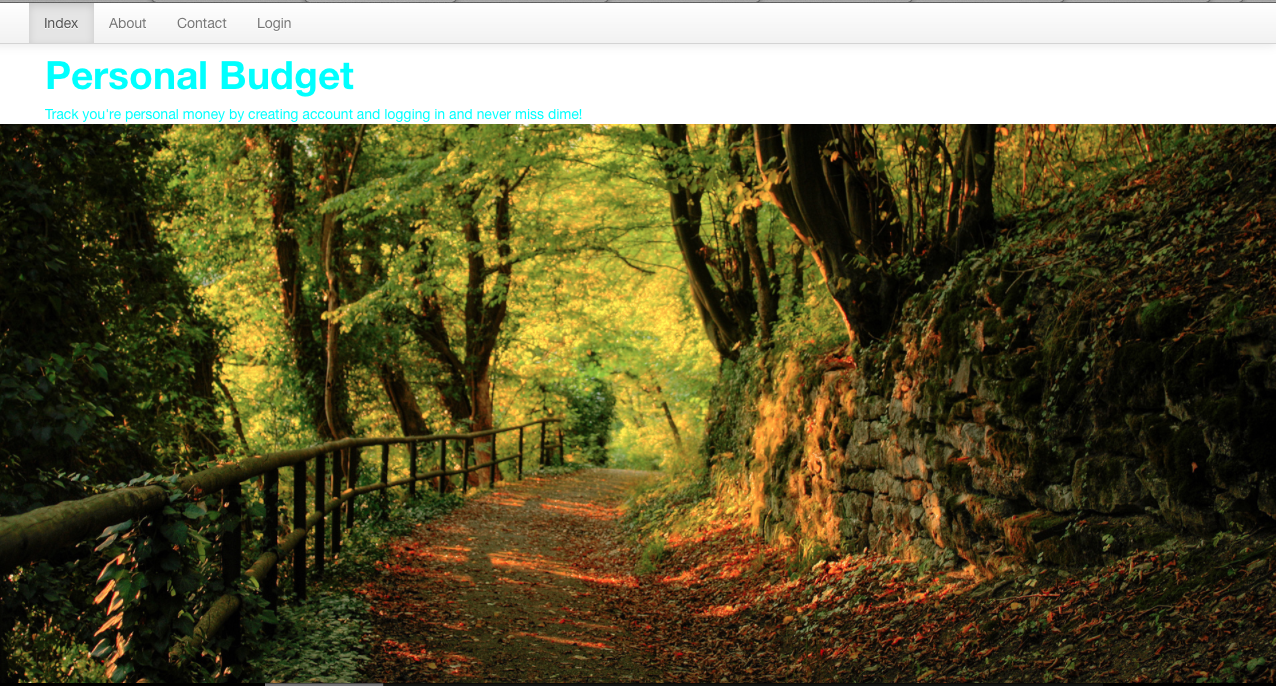 Index About Contact Login
Personal Budget
Track you're personal money by creating account and logging in and never miss dime!